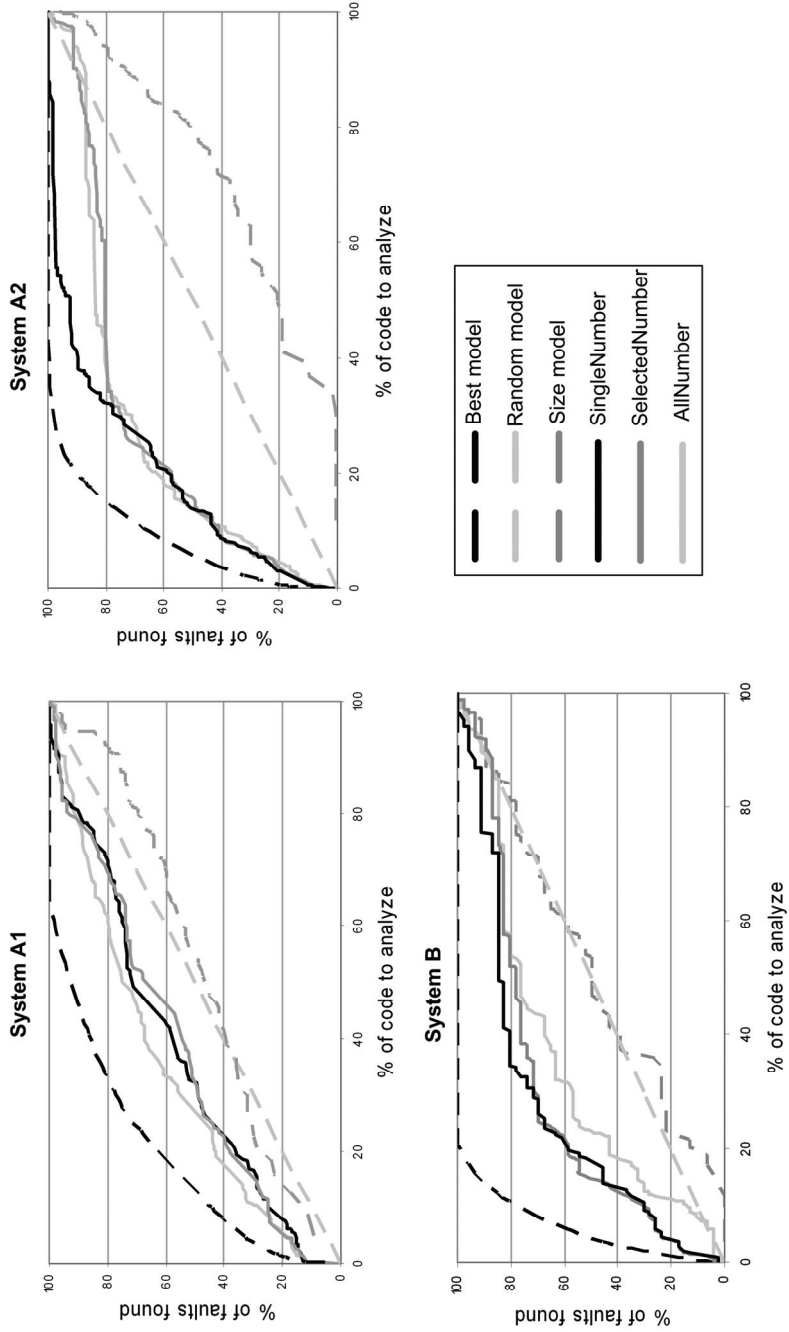 System A1
% of faults found
100
80
60
40
20
0
0
20
40
60
80
100
% of code to analyze
System A2
% of faults found
100
80
60
40
20
0
0
20
40
60
80
100
% of code to analyze
System B
% of faults found
100
80
60
40
20
0
0
20
40
60
80
100
% of code to analyze
Best model
Random model
Size model
SingleNumber
SelectedNumber
AllNumber